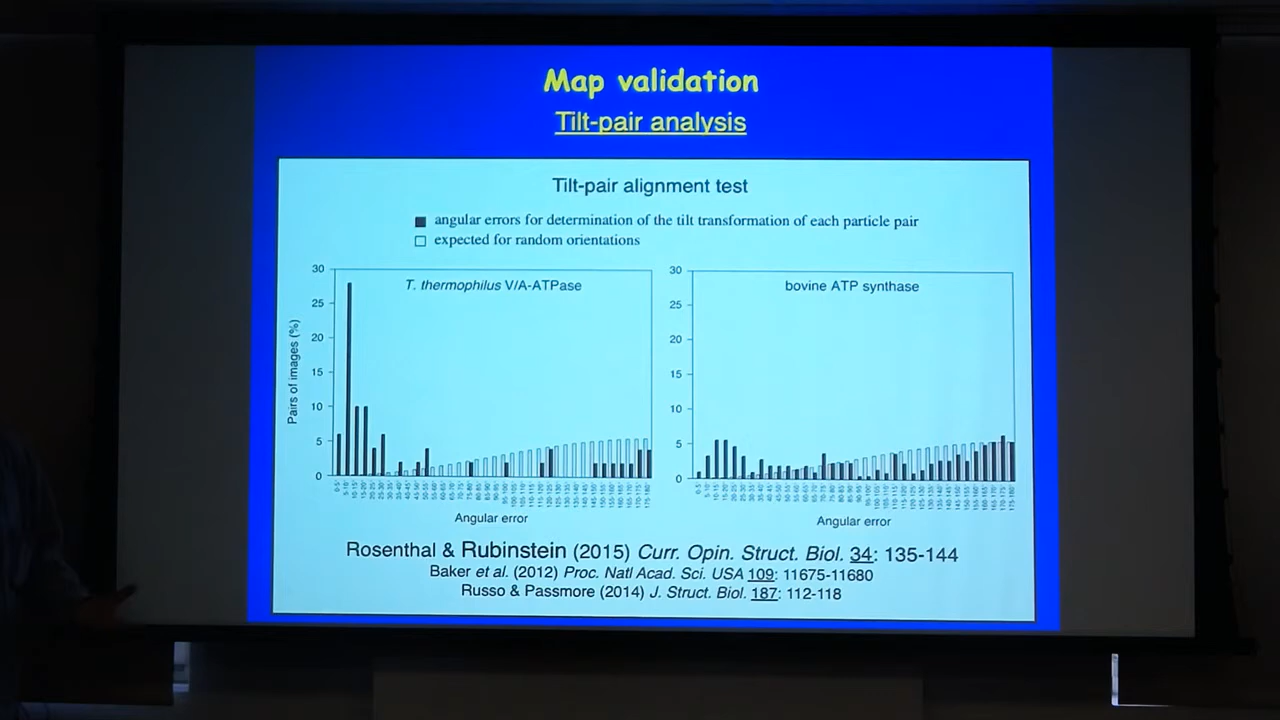 Map validation
Tilt-pair analysis
Tilt-pair alignment test
angular errors for determination of the tilt transformation of each particle pair
expected for random orientations
T. thermophilus V/A-ATPase
bovine ATP synthase
Pairs of images (%)
30
25
20
15
10
5
0
30
25
20
15
10
5
0
Angular error
Angular error
Rosenthal & Rubinstein (2015) Curr. Opin. Struct. Biol. 34: 135-144
Baker et al. (2012) Proc. Natl Acad. Sci. USA 109: 11675-11680
Russo & Passmore (2014) J. Struct. Biol. 187: 112-118